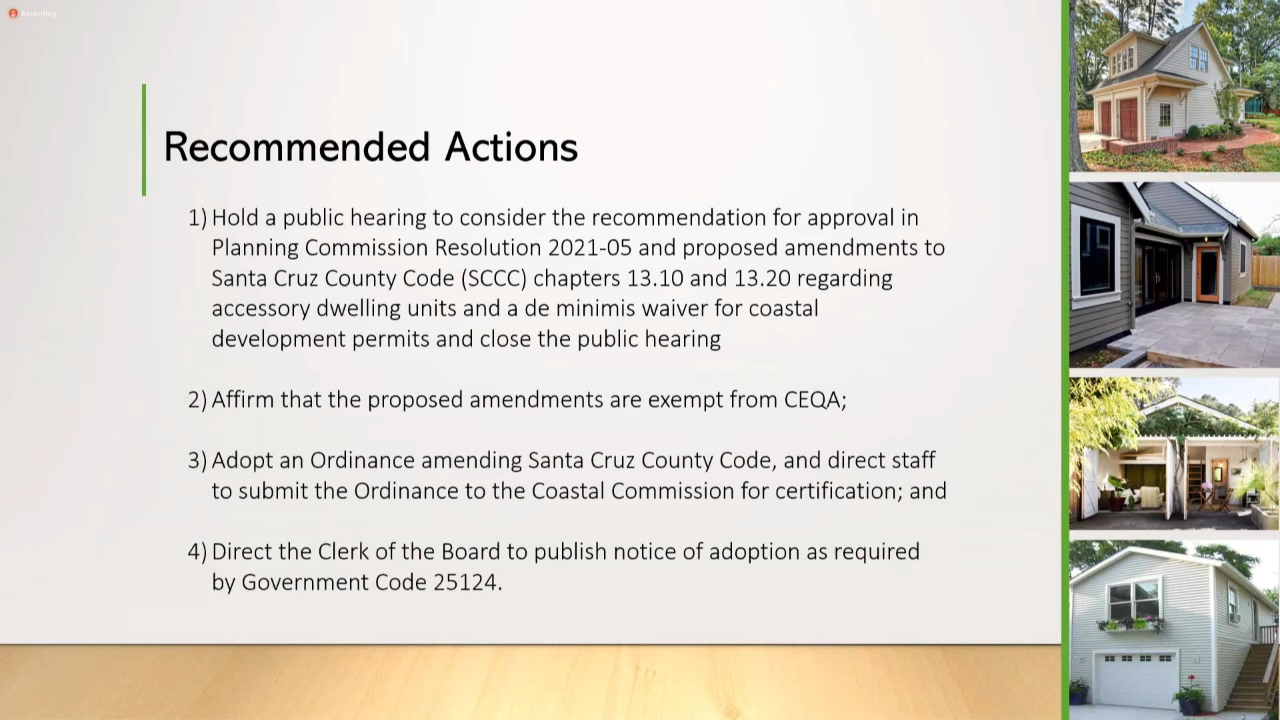 Recording
Recommended Actions
1) Hold a public hearing to consider the recommendation for approval in
Planning Commission Resolution 2021-05 and proposed amendments to
Santa Cruz County Code (SCCC) chapters 13.10 and 13.20 regarding
accessory dwelling units and a de minimis waiver for coastal
development permits and close the public hearing
2) Affirm that the proposed amendments are exempt from CEQA;
3) Adopt an Ordinance amending Santa Cruz County Code, and direct staff
to submit the Ordinance to the Coastal Commission for certification; and
4) Direct the Clerk of the Board to publish notice of adoption as required
by Government Code 25124.